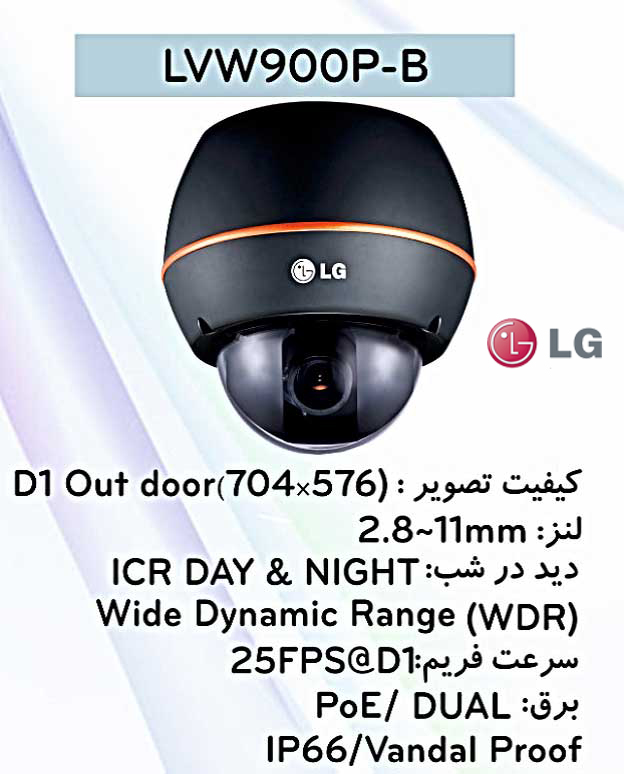 LVW900P-B
LG
LG
کیفیت تصویر : D1 Out door(704×576)
لنز: 2.8~11mm
دید در شب: ICR DAY & NIGHT
Wide Dynamic Range (WDR)
سرعت فریم: 25FPS@D1
برق: PoE/ DUAL
IP66/Vandal Proof